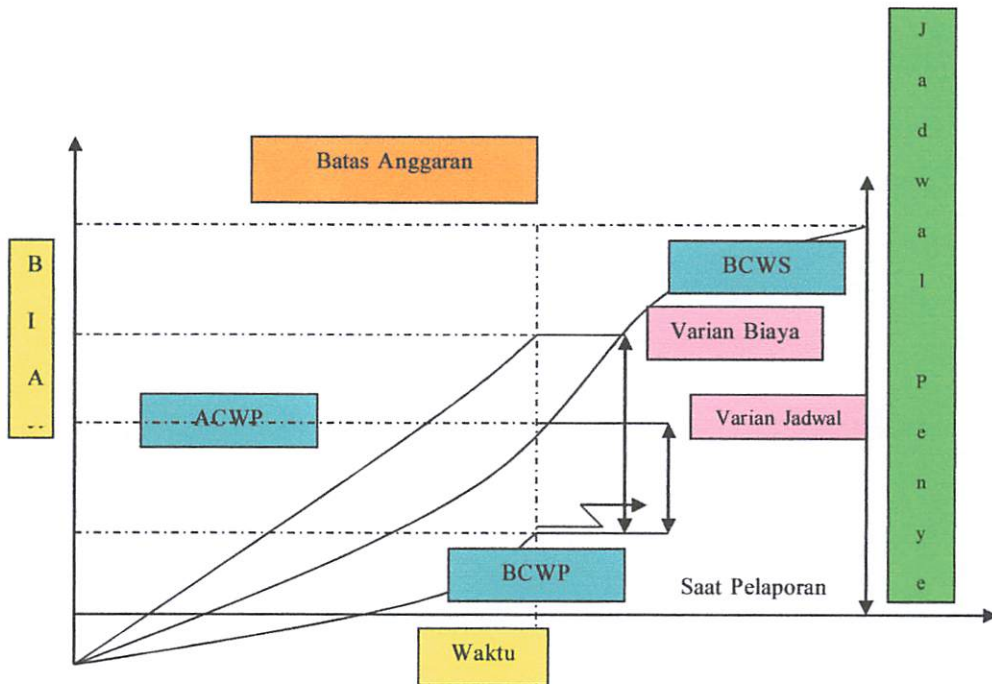 Batas Anggaran
BCWS
Varian Biaya
ACWP
Varian Jadwal
BCWP
Saat Pelaporan
Waktu
B
I
A
J
a
d
w
a
l
P
e
n
y
e